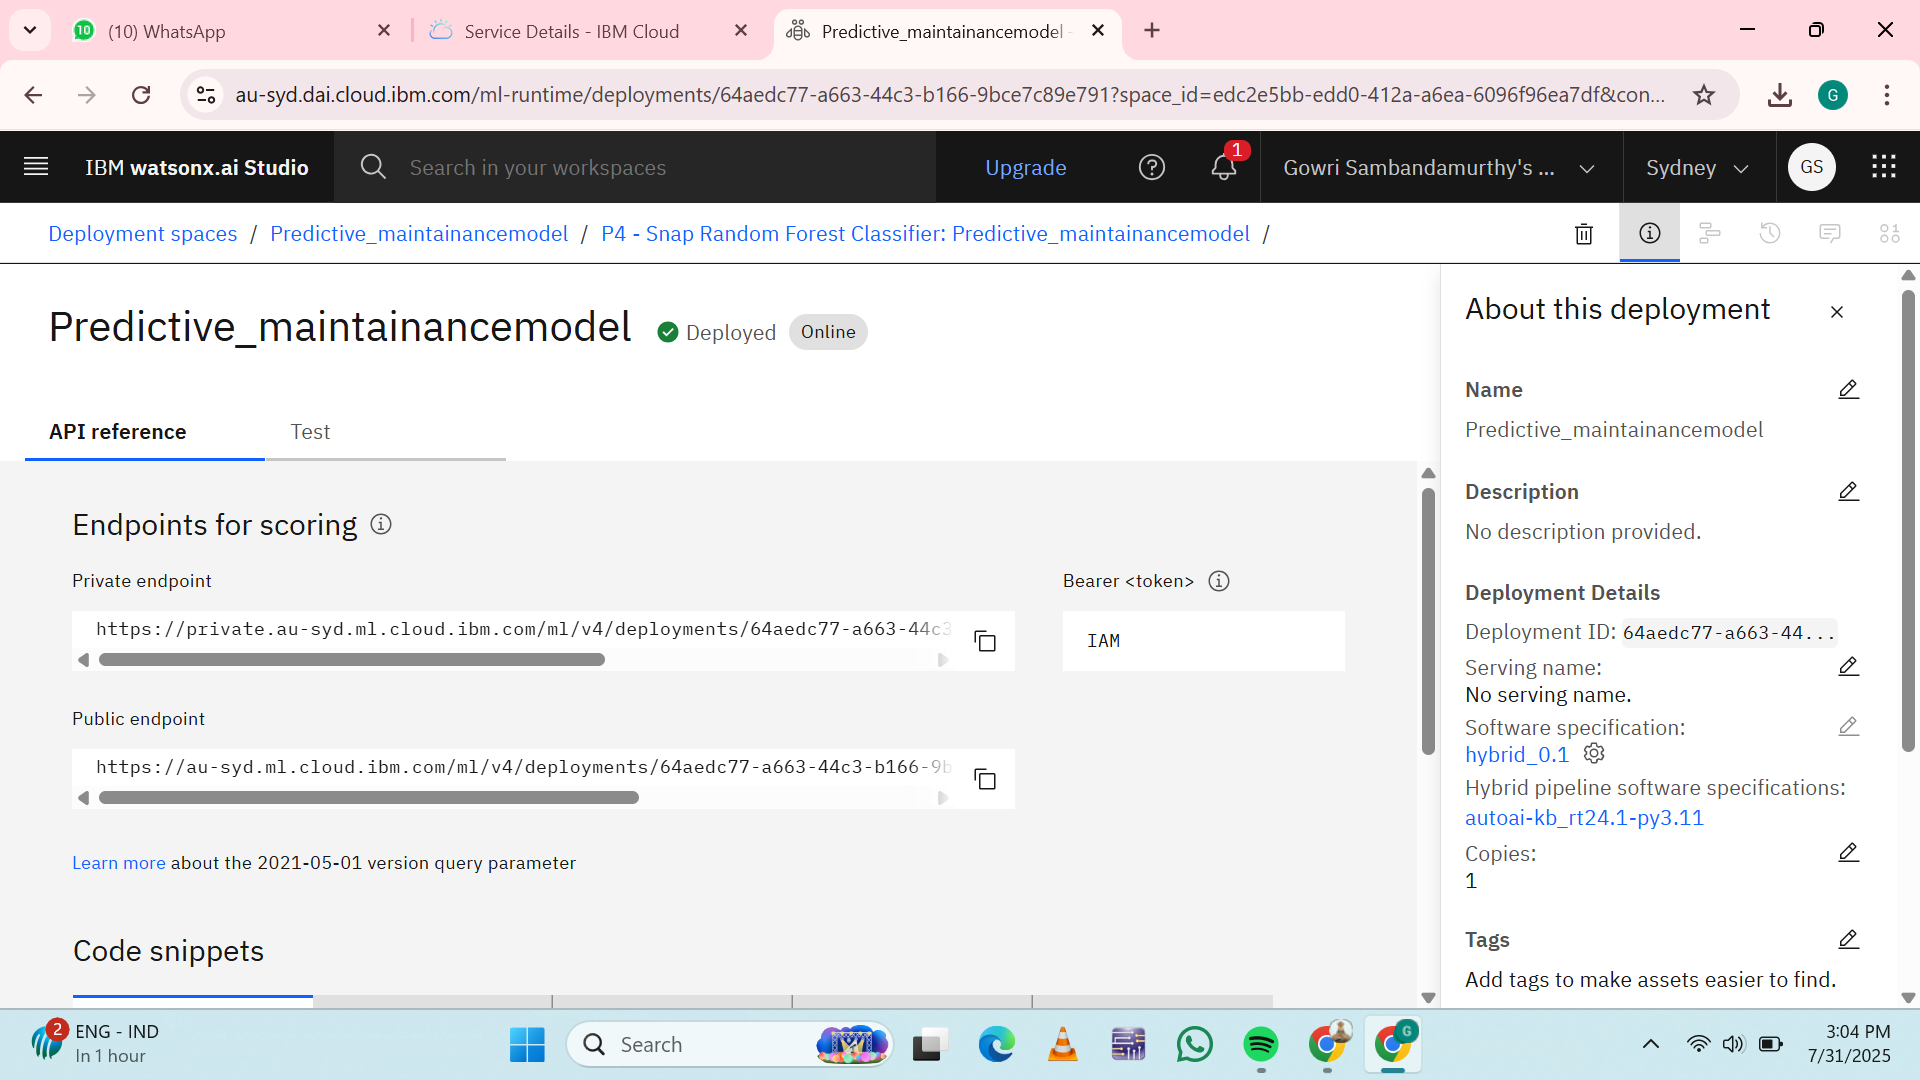 10
(10) WhatsApp
Service Details - IBM Cloud
Predictive_maintainancemodel -
au-syd.dai.cloud.ibm.com/ml-runtime/deployments/64aedc77-a663-44c3-b166-9bce7c89e791?space_id=edc2e5bb-edd0-412a-a6ea-6096f96ea7df&con...
G
IBM watsonx.ai Studio
Search in your workspaces
Upgrade
1
Gowri Sambandamurthy's ...
Sydney
GS
Deployment spaces / Predictive_maintainancemodel / P4 - Snap Random Forest Classifier: Predictive_maintainancemodel /
Predictive_maintainancemodel
Deployed
Online
API reference
Test
Endpoints for scoring
Private endpoint
https://private.au-syd.ml.cloud.ibm.com/ml/v4/deployments/64aedc77-a663-44c3
Bearer <token>
IAM
Public endpoint
https://au-syd.ml.cloud.ibm.com/ml/v4/deployments/64aedc77-a663-44c3-b166-9b
Learn more about the 2021-05-01 version query parameter
Code snippets
About this deployment
Name
Predictive_maintainancemodel
Description
No description provided.
Deployment Details
Deployment ID: 64aedc77-a663-44...
Serving name:
No serving name.
Software specification:
hybrid_0.1
Hybrid pipeline software specifications:
autoai-kb_rt24.1-py3.11
Copies:
1
Tags
Add tags to make assets easier to find.
2
ENG - IND
In 1 hour
Search
G
3:04 PM
7/31/2025